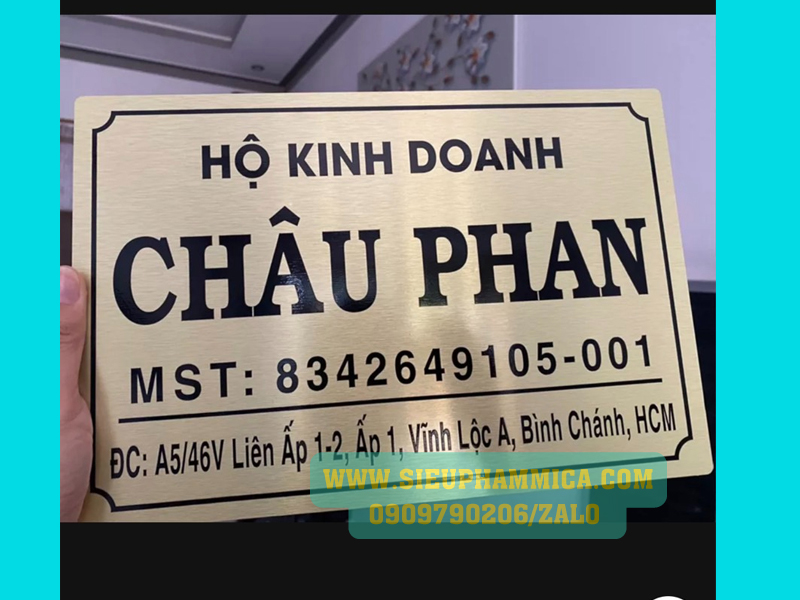 HỘ KINH DOANH
CHÂU PHAN
MST: 8342649105-001
ĐC: A5/46V Liên Ấp 1-2, Ấp 1, Vĩnh Lộc A, Bình Chánh, HCM
WWW.SIEUPHAMMICA.COM
0909790206/ZALO